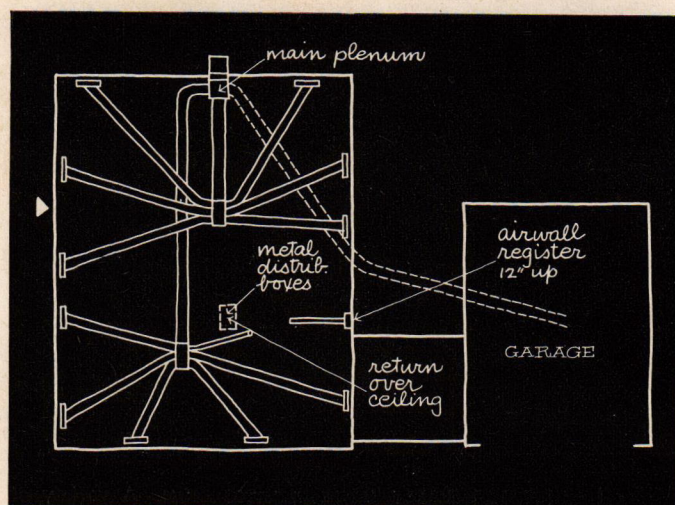 main plenum
metal
distrib.
boxes
airwall
register
12" up
GARAGE
return
over
ceiling